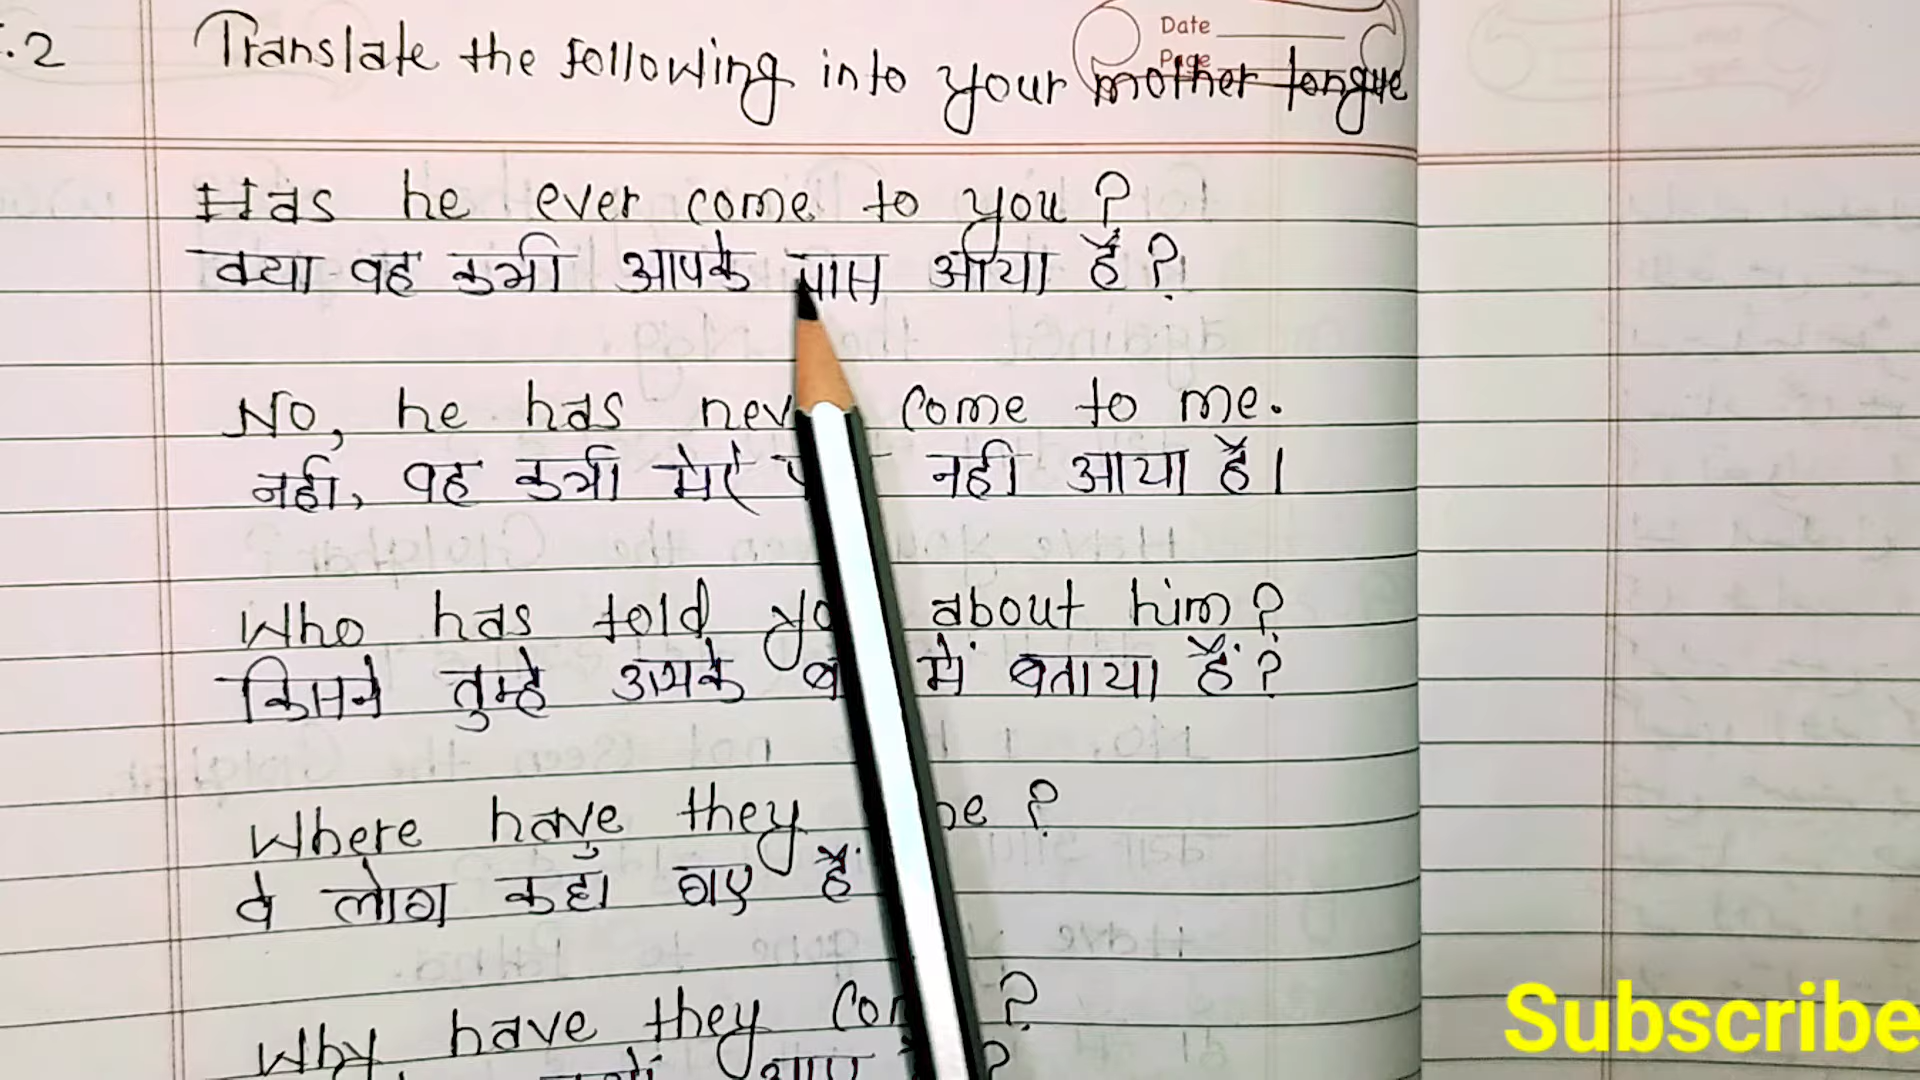 .2 Translate the following into your mother tongue
Date
Page
Has he ever come to you?
क्या वह कभी आपके पास आया है?
No, he has come to me.
नहीं, वह कभी मेरे नही आया है।
Who has told about him?
किसने तुम्हे उसके में बताया हैं?
Where have they ?
वे लोग कहाँ गए हैं
Why have they ?
Subscribe